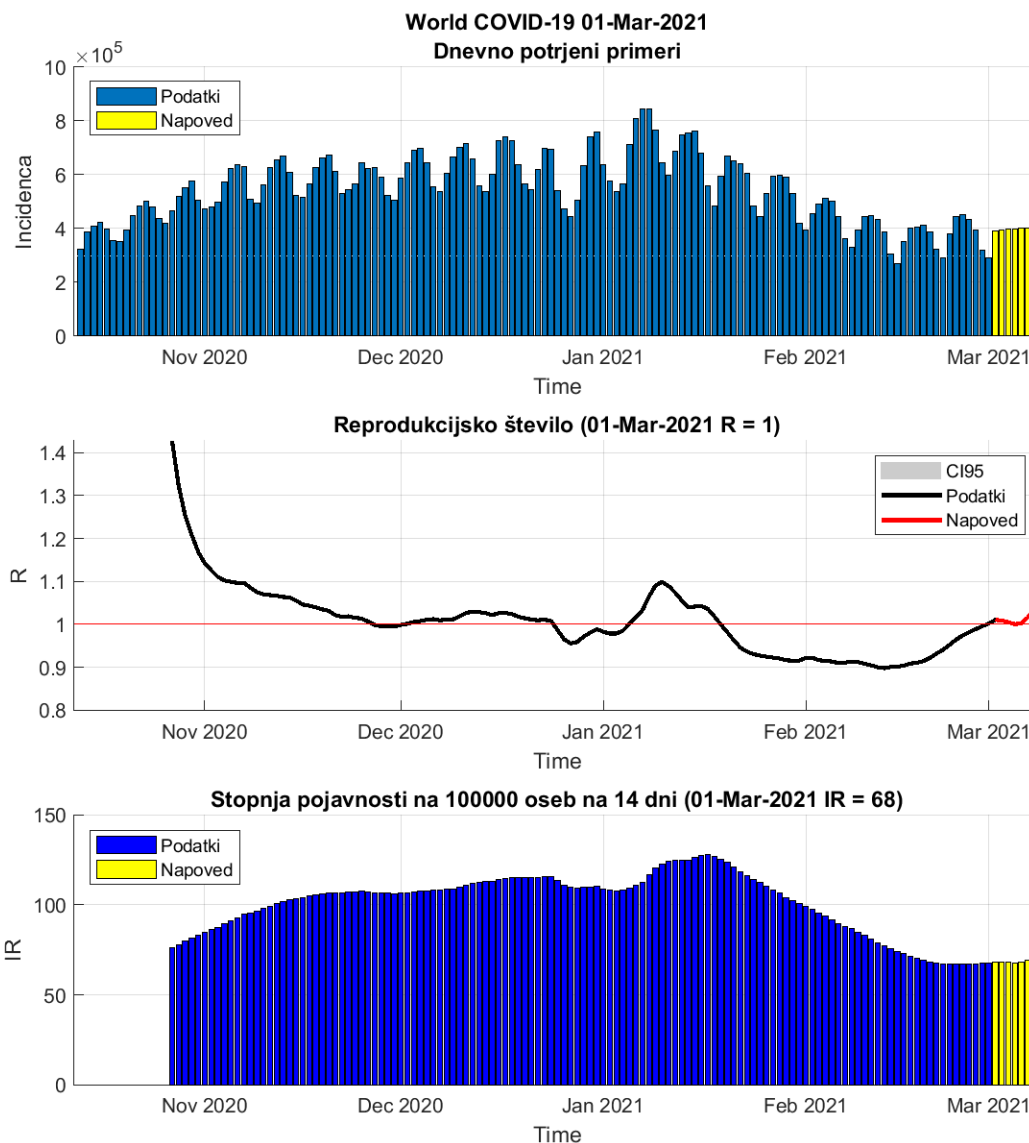 World COVID-19 01-Mar-2021
Dnevno potrjeni primeri
×10⁵
10
8
6
4
2
0
Incidenca
Podatki
Napoved
Nov 2020 Dec 2020 Jan 2021 Feb 2021 Mar 2021
Time
Reprodukcijsko število (01-Mar-2021 R = 1)
1.4
1.3
1.2
1.1
1
0.9
0.8
R
CI95
Podatki
Napoved
Nov 2020 Dec 2020 Jan 2021 Feb 2021 Mar 2021
Time
Stopnja pojavnosti na 100000 oseb na 14 dni (01-Mar-2021 IR = 68)
150
100
50
0
IR
Podatki
Napoved
Nov 2020 Dec 2020 Jan 2021 Feb 2021 Mar 2021
Time